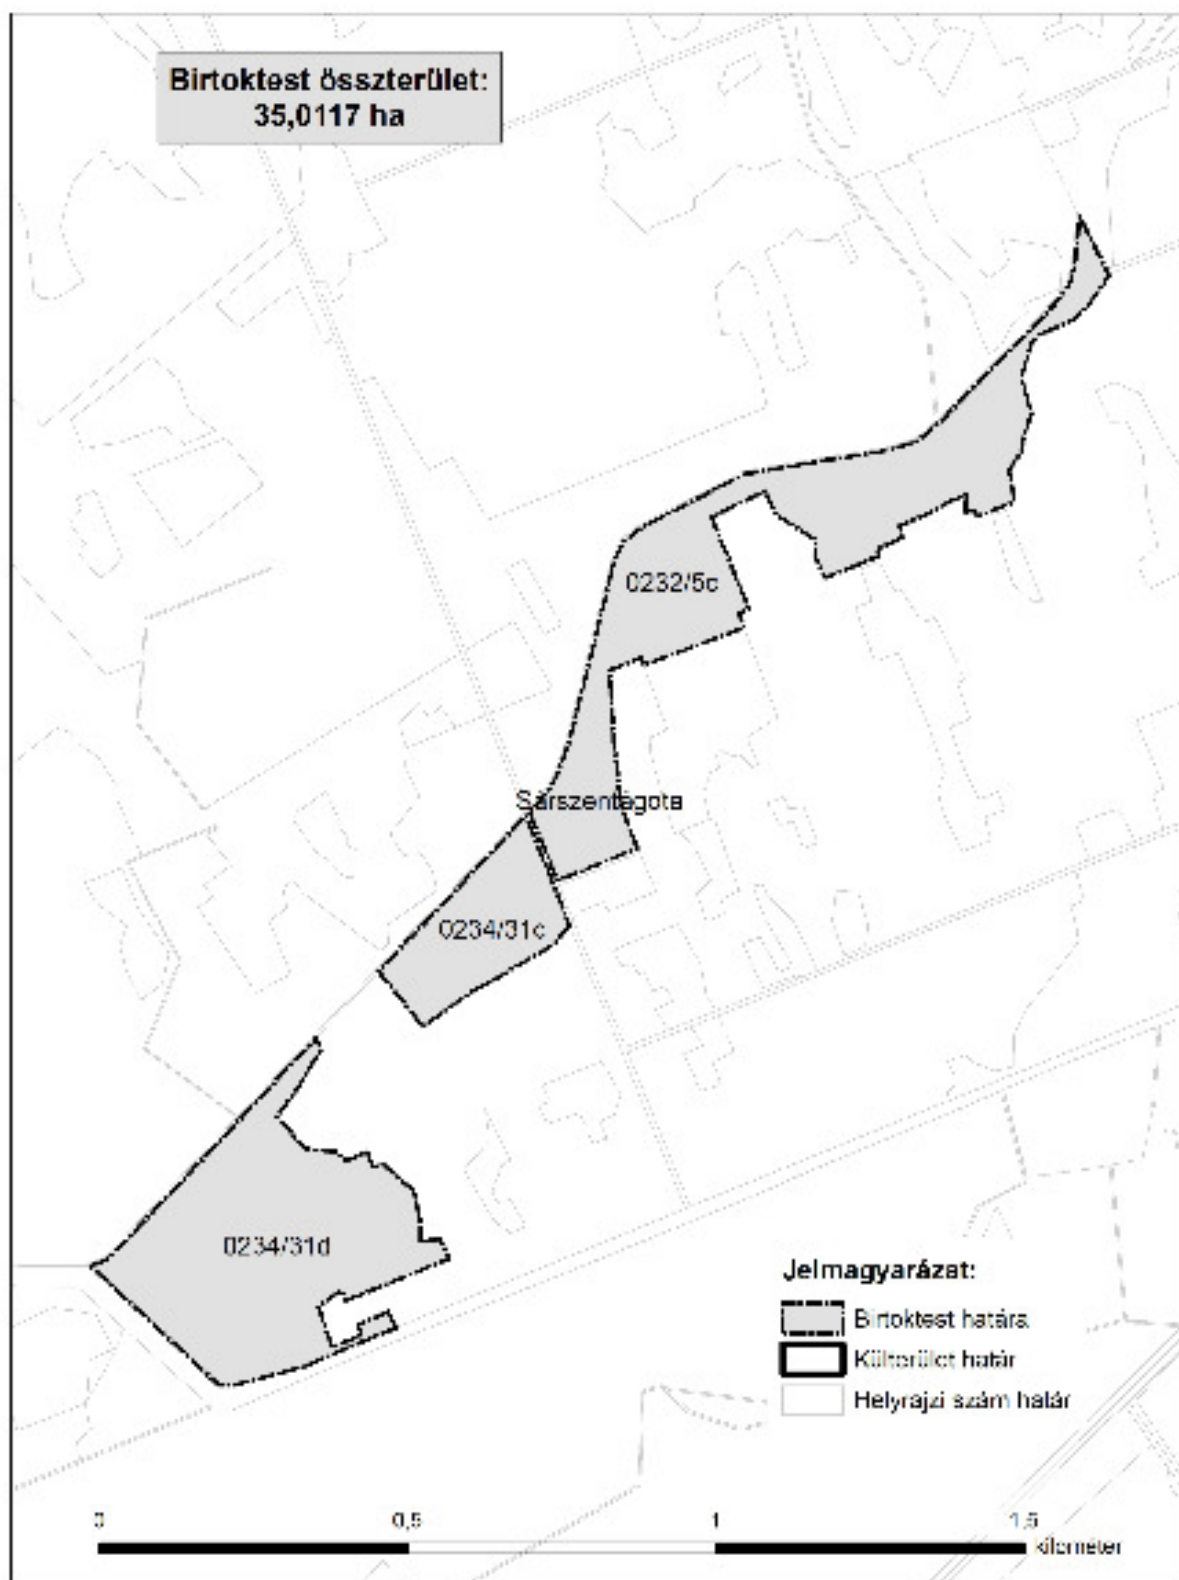 Birtoktest összterület:
35,0117 ha
0232/5c
Sárszentágota
0234/31c
0234/31d
Jelmagyarázat:
Birtoktest határa
Külterület határ
Helyrajzi szám határ
0 0,5 1 1,5
kilométer